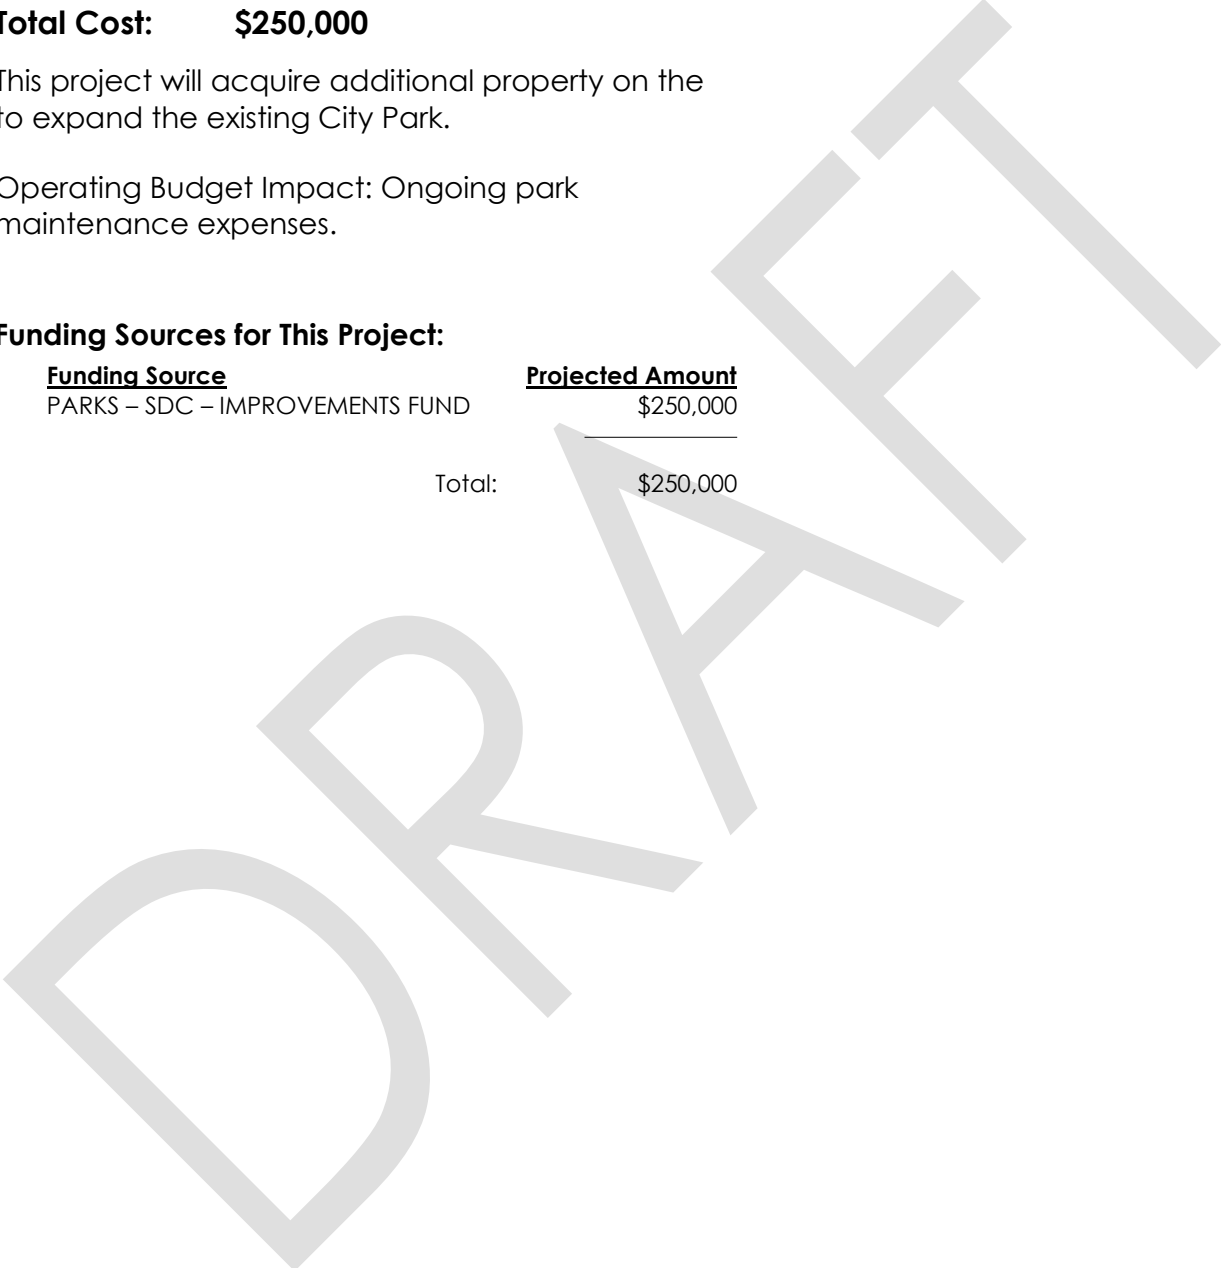 Total Cost: $250,000
This project will acquire additional property on the
to expand the existing City Park.
Operating Budget Impact: Ongoing park
maintenance expenses.
Funding Sources for This Project:
Funding Source Projected Amount
PARKS – SDC – IMPROVEMENTS FUND $250,000
Total: $250,000
DRAFT